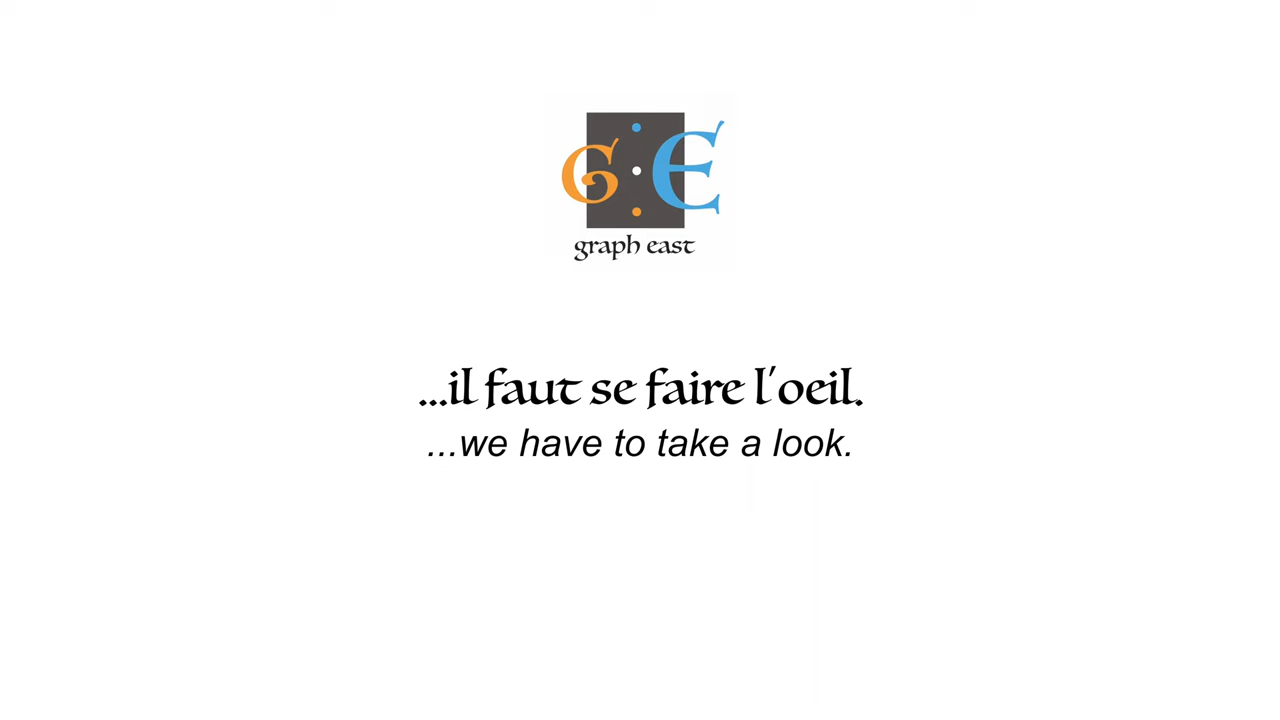 G E
graph east
...il faut se faire l'oeil.
...we have to take a look.